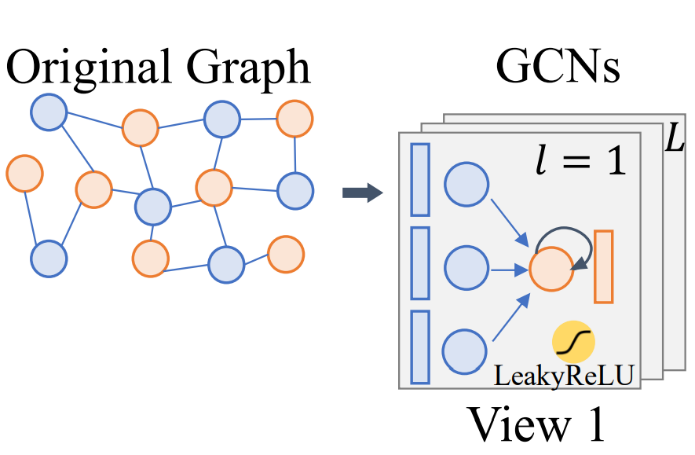 Original Graph
GCNs
L
l = 1
LeakyReLU
View 1